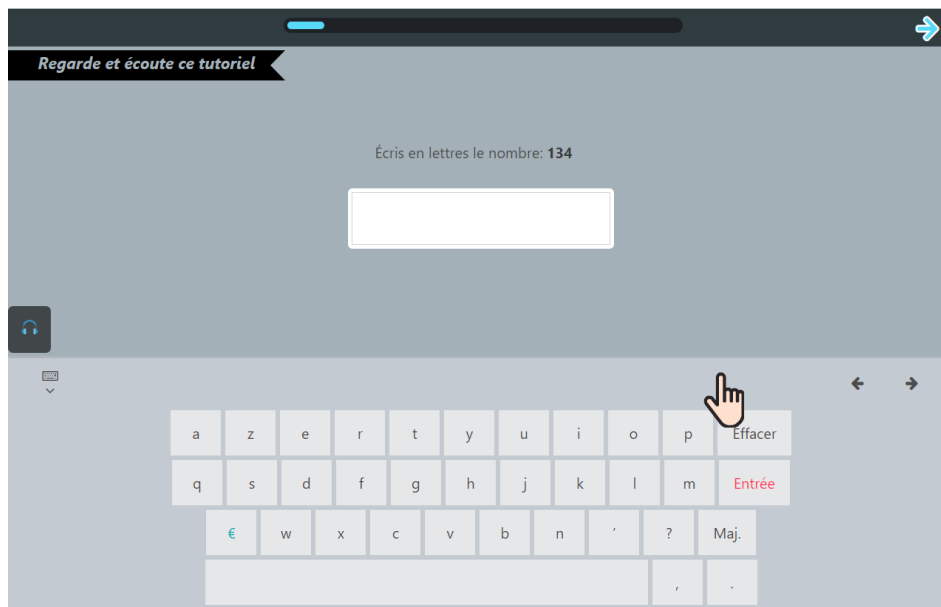 Regarde et écoute ce tutoriel
Écris en lettres le nombre: 134
a z e r t y u i o p Effacer
q s d f g h j k l m Entrée
€ w x c v b n ' ? Maj.
, .